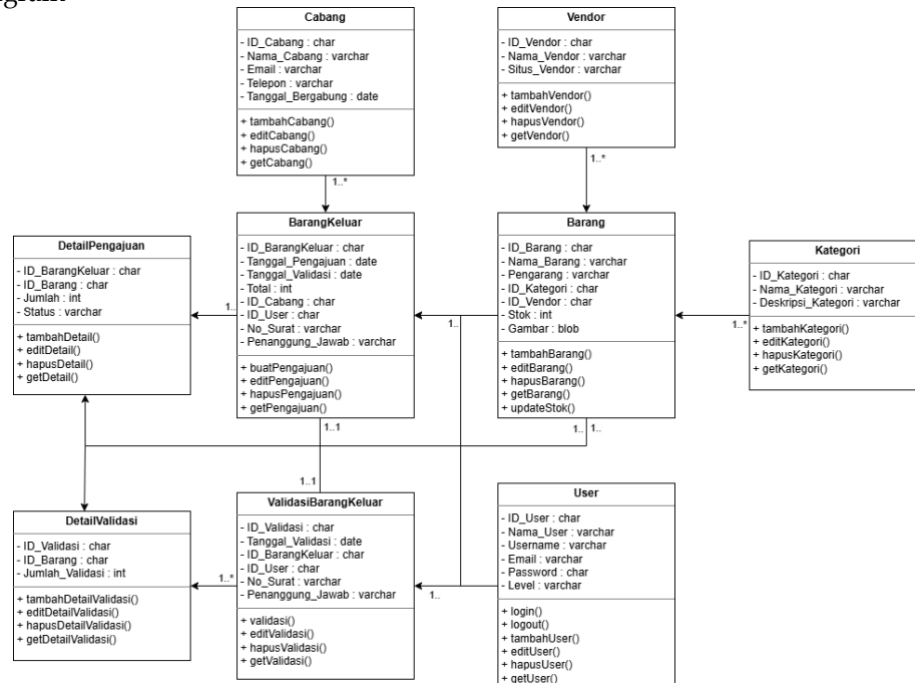 Cabang
- ID_Cabang : char
- Nama_Cabang : varchar
- Email : varchar
- Telepon : varchar
- Tanggal_Bergabung : date
+ tambahCabang()
+ editCabang()
+ hapusCabang()
+ getCabang()
1..*
Vendor
- ID_Vendor : char
- Nama_Vendor : varchar
- Situs_Vendor : varchar
+ tambahVendor()
+ editVendor()
+ hapusVendor()
+ getVendor()
1..*
DetailPengajuan
- ID_BarangKeluar : char
- ID_Barang : char
- Jumlah : int
- Status : varchar
+ tambahDetail()
+ editDetail()
+ hapusDetail()
+ getDetail()
1..
BarangKeluar
- ID_BarangKeluar : char
- Tanggal_Pengajuan : date
- Tanggal_Validasi : date
- Total : int
- ID_Cabang : char
- ID_User : char
- No_Surat : varchar
- Penanggung_Jawab : varchar
+ buatPengajuan()
+ editPengajuan()
+ hapusPengajuan()
+ getPengajuan()
1..1
1..
Barang
- ID_Barang : char
- Nama_Barang : varchar
- Pengarang : varchar
- ID_Kategori : char
- ID_Vendor : char
- Stok : int
- Gambar : blob
+ tambahBarang()
+ editBarang()
+ hapusBarang()
+ getBarang()
+ updateStok()
1..
1..
1..*
Kategori
- ID_Kategori : char
- Nama_Kategori : varchar
- Deskripsi_Kategori : varchar
+ tambahKategori()
+ editKategori()
+ hapusKategori()
+ getKategori()
DetailValidasi
- ID_Validasi : char
- ID_Barang : char
- Jumlah_Validasi : int
+ tambahDetailValidasi()
+ editDetailValidasi()
+ hapusDetailValidasi()
+ getDetailValidasi()
1..*
1..1
ValidasiBarangKeluar
- ID_Validasi : char
- Tanggal_Validasi : date
- ID_BarangKeluar : char
- ID_User : char
- No_Surat : varchar
- Penanggung_Jawab : varchar
+ validasi()
+ editValidasi()
+ hapusValidasi()
+ getValidasi()
1..
User
- ID_User : char
- Nama_User : varchar
- Username : varchar
- Email : varchar
- Password : char
- Level : varchar
+ login()
+ logout()
+ tambahUser()
+ editUser()
+ hapusUser()
+ getUser()